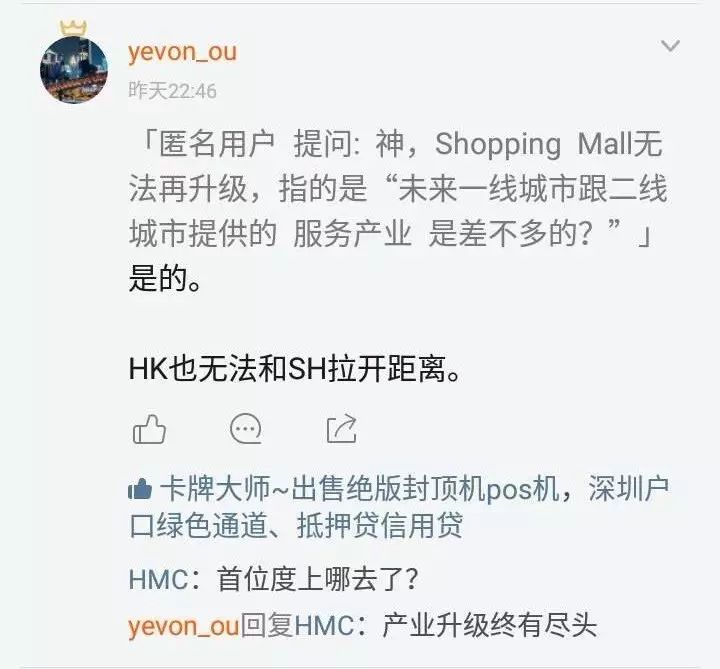 yevon_ou
昨天22:46
「匿名用户 提问: 神，Shopping Mall无
法再升级，指的是“未来一线城市跟二线
城市提供的 服务产业 是差不多的？”」
是的。
HK也无法和SH拉开距离。
卡牌大师~出售绝版封顶机pos机，深圳户
口绿色通道、抵押贷信用贷
HMC：首位度上哪去了？
yevon_ou回复HMC：产业升级终有尽头